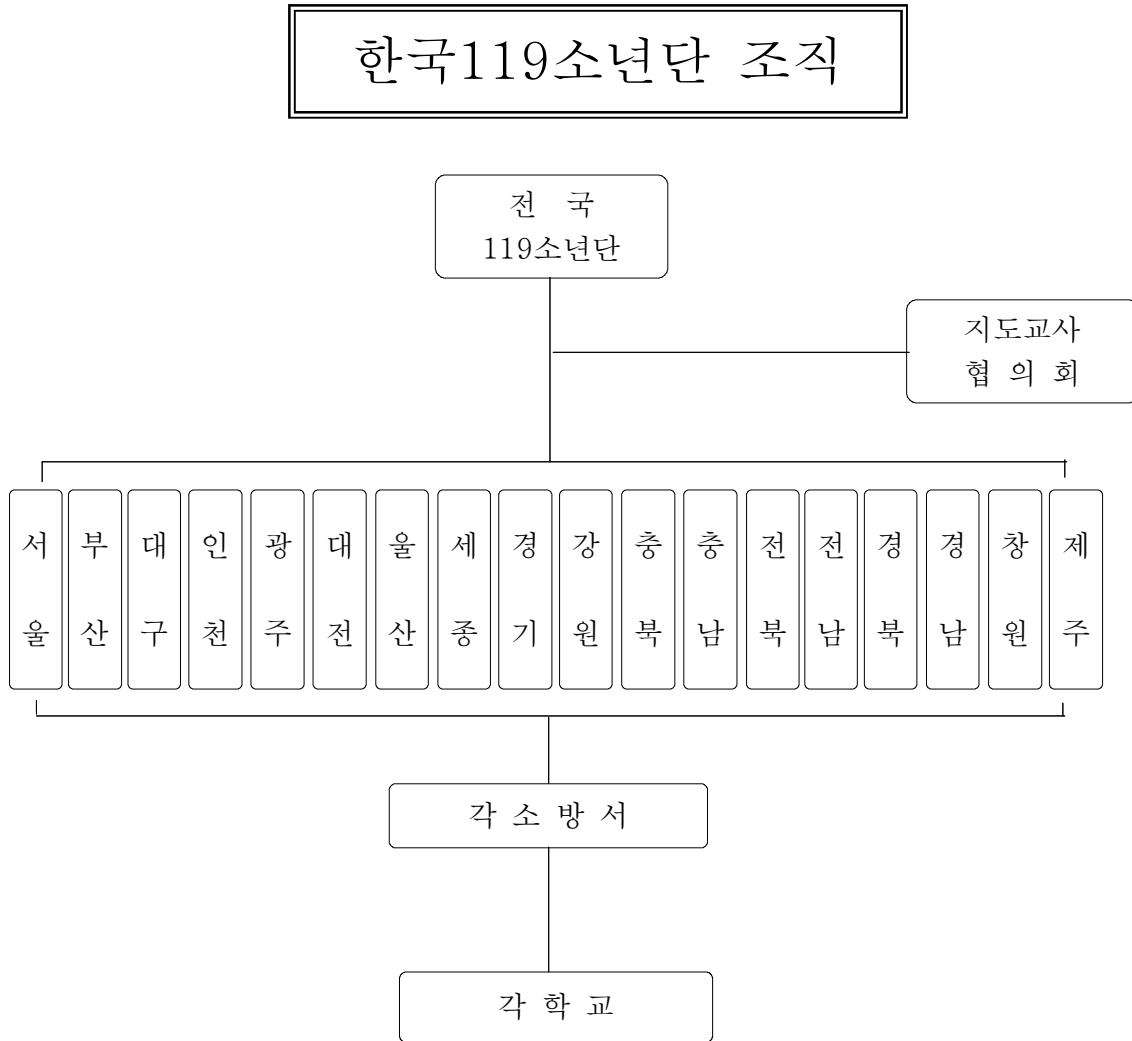 한국119소년단 조직
전 국
119소년단
지도교사
협 의 회
서울
부산
대구
인천
광주
대전
울산
세종
경기
강원
충북
충남
전북
전남
경북
경남
창원
제주
각 소 방 서
각 학 교